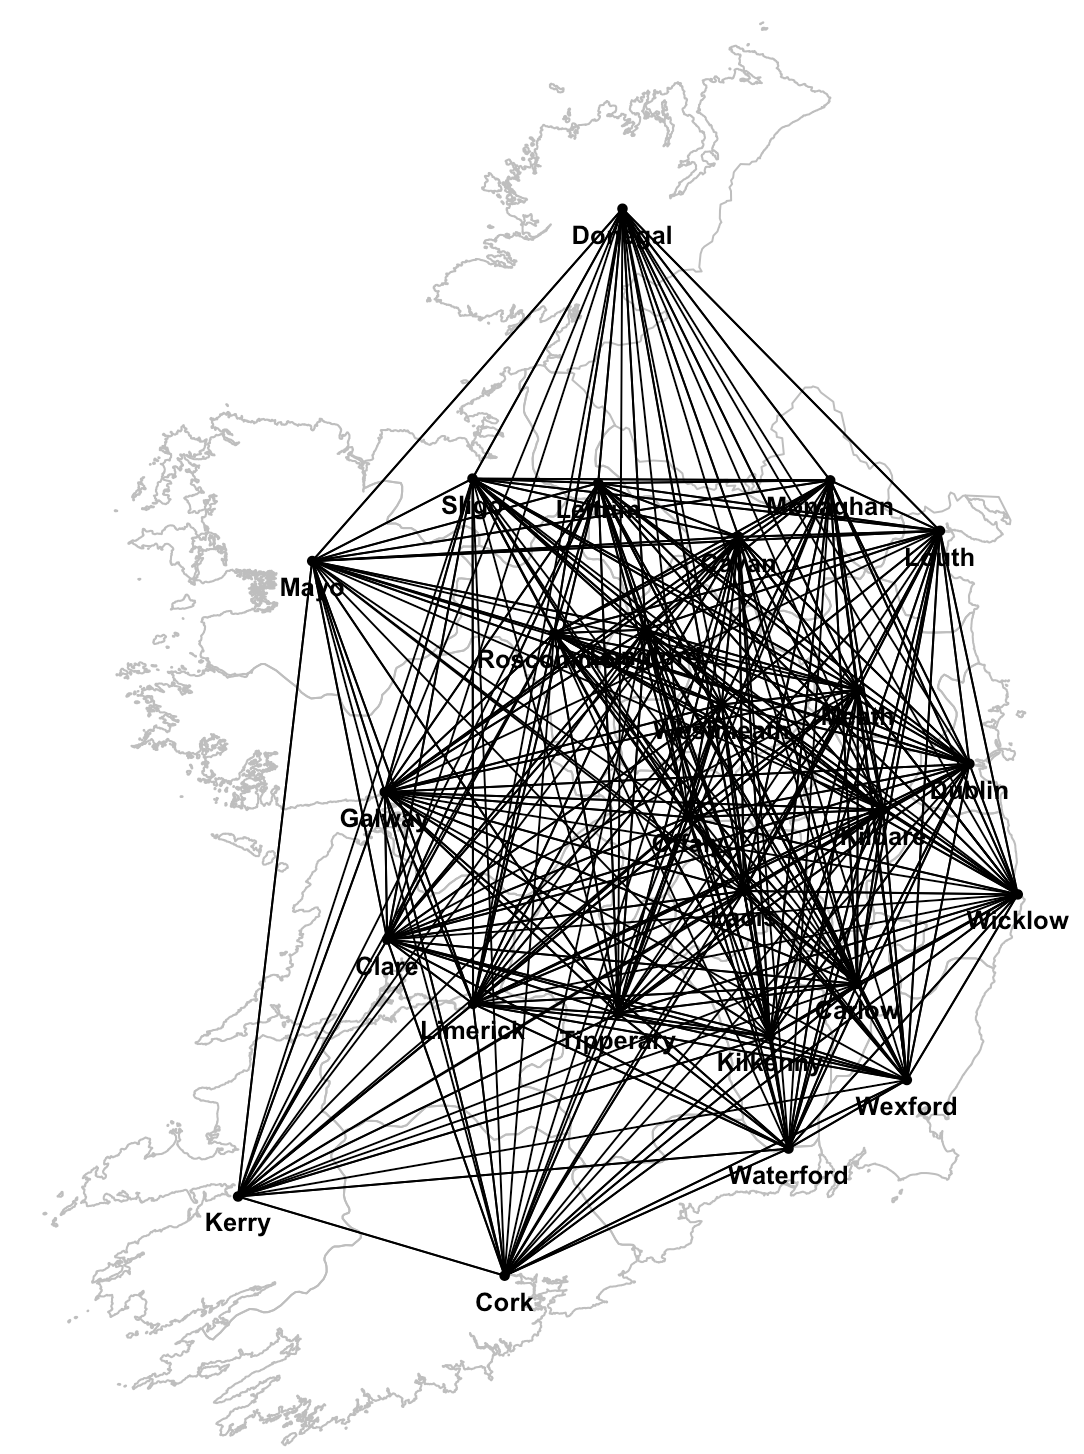 Donegal
Sligo
Leitrim
Monaghan
Cavan
Louth
Mayo
Roscommon
Longford
Meath
Westmeath
Dublin
Galway
Kildare
Offaly
Laois
Wicklow
Clare
Carlow
Limerick
Tipperary
Kilkenny
Wexford
Waterford
Kerry
Cork